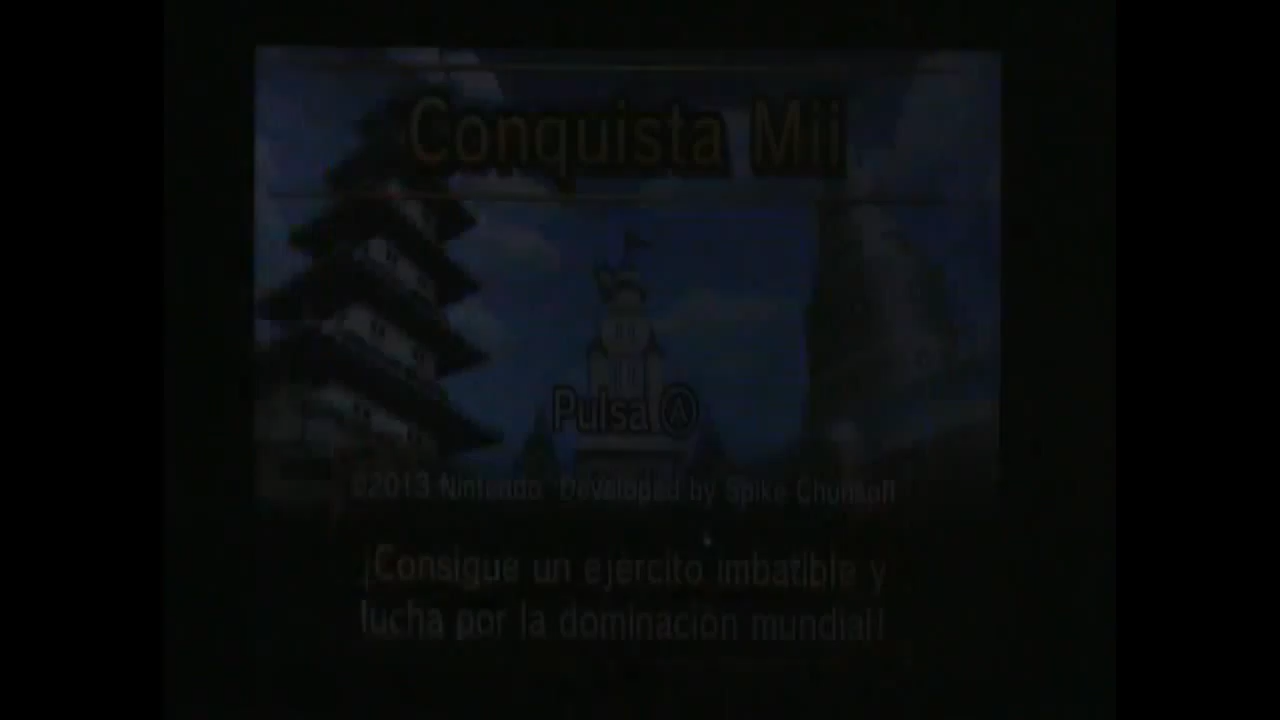 Conquista Mii
Pulsa Ⓐ
©2013 Nintendo Developed by Spike Chunsoft
¡Consigue un ejército imbatible y
lucha por la dominación mundial!